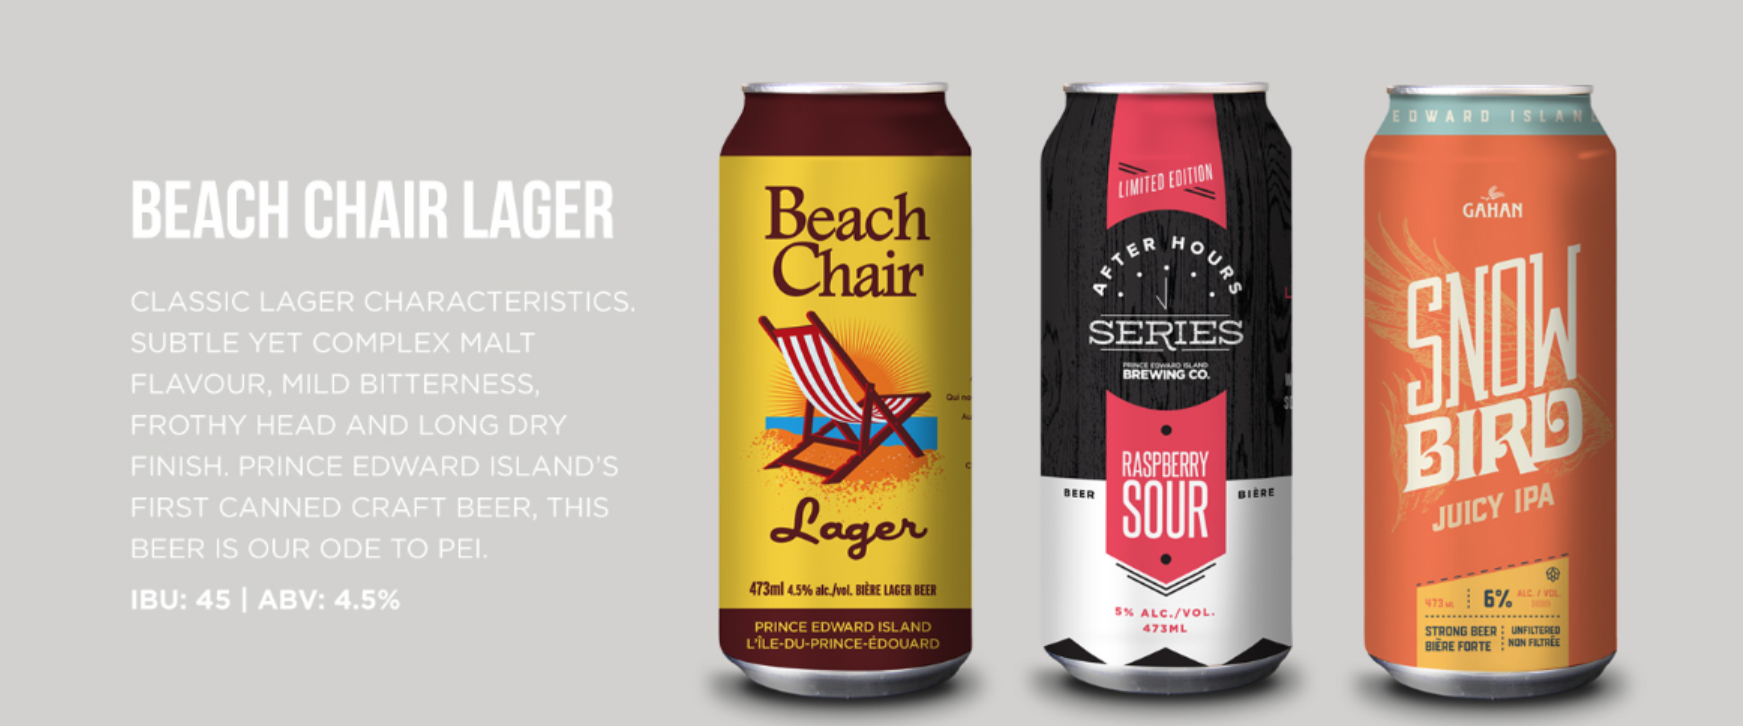 BEACH CHAIR LAGER
CLASSIC LAGER CHARACTERISTICS.
SUBTLE YET COMPLEX MALT
FLAVOUR, MILD BITTERNESS,
FROTHY HEAD AND LONG DRY
FINISH. PRINCE EDWARD ISLAND'S
FIRST CANNED CRAFT BEER, THIS
BEER IS OUR ODE TO PEI.
IBU: 45 | ABV: 4.5%
Beach
Chair
Lager
473ml 4.5% alc./vol. BIÈRE LAGER BEER
PRINCE EDWARD ISLAND
L'ÎLE-DU-PRINCE-ÉDOUARD
Qui
LIMITED EDITION
AFTER HOURS
SERIES
PRINCE EDWARD ISLAND
BREWING CO.
RASPBERRY
SOUR
BEER
BIÈRE
5% ALC./VOL.
473ML
EDWARD ISLAN
GAHAN
SNOW
BIRD
JUICY IPA
473 ML
6% ALC. / VOL.
STRONG BEER
BIÈRE FORTE
UNFILTERED
NON FILTRÉE